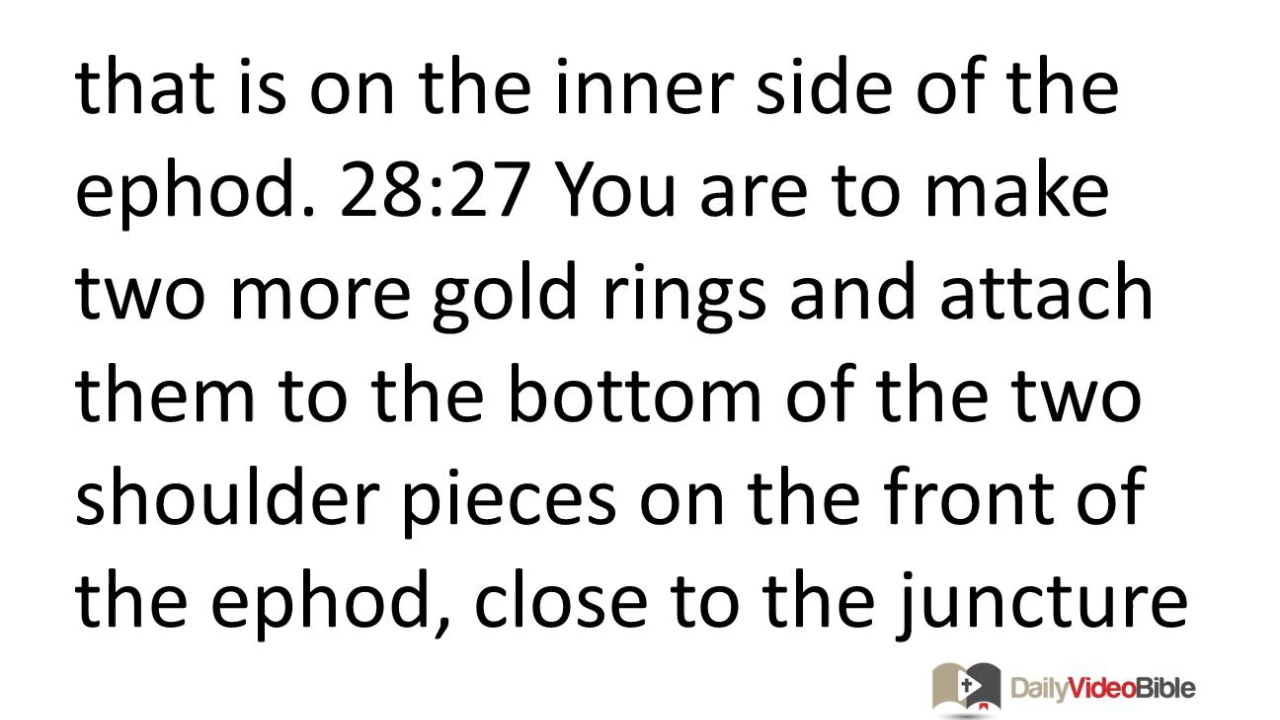 that is on the inner side of the
ephod. 28:27 You are to make
two more gold rings and attach
them to the bottom of the two
shoulder pieces on the front of
the ephod, close to the juncture
DailyVideoBible